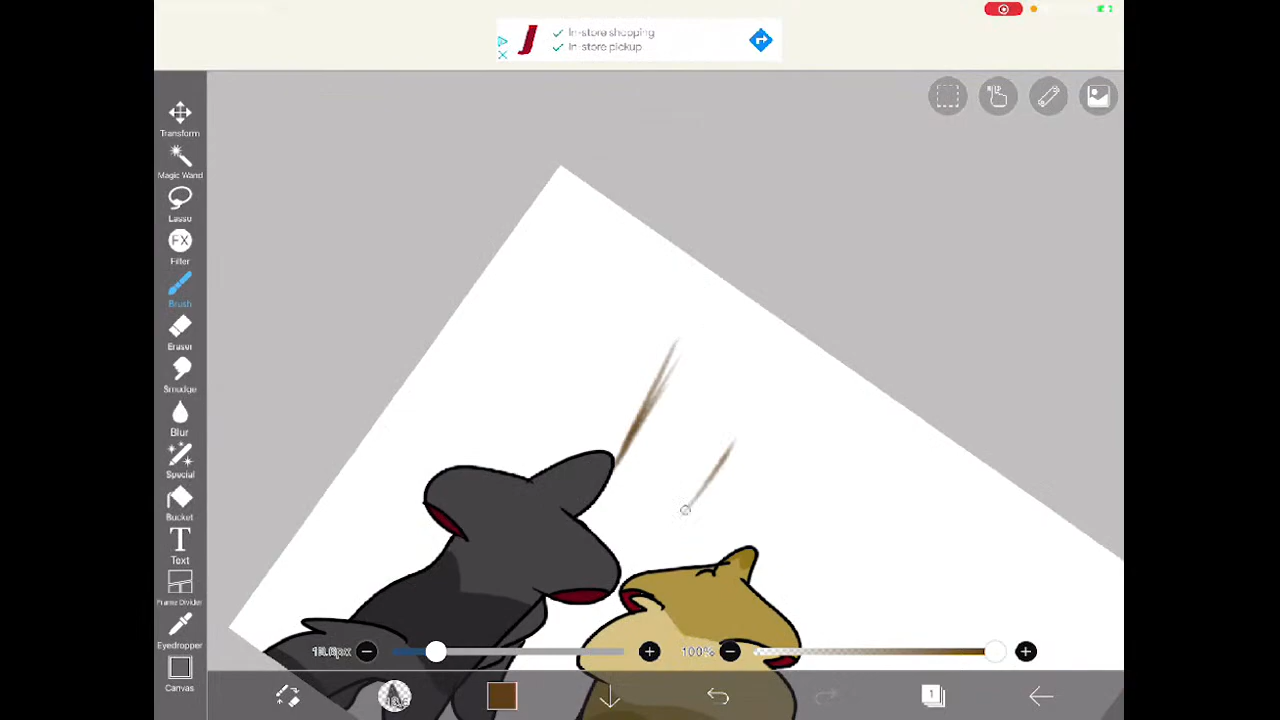 In-store shopping
In-store pickup
Transform
Magic Wand
Lasso
FX
Filter
Brush
Eraser
Smudge
Blur
Special
Bucket
T
Text
Frame Divider
Eyedropper
Canvas
100%
1